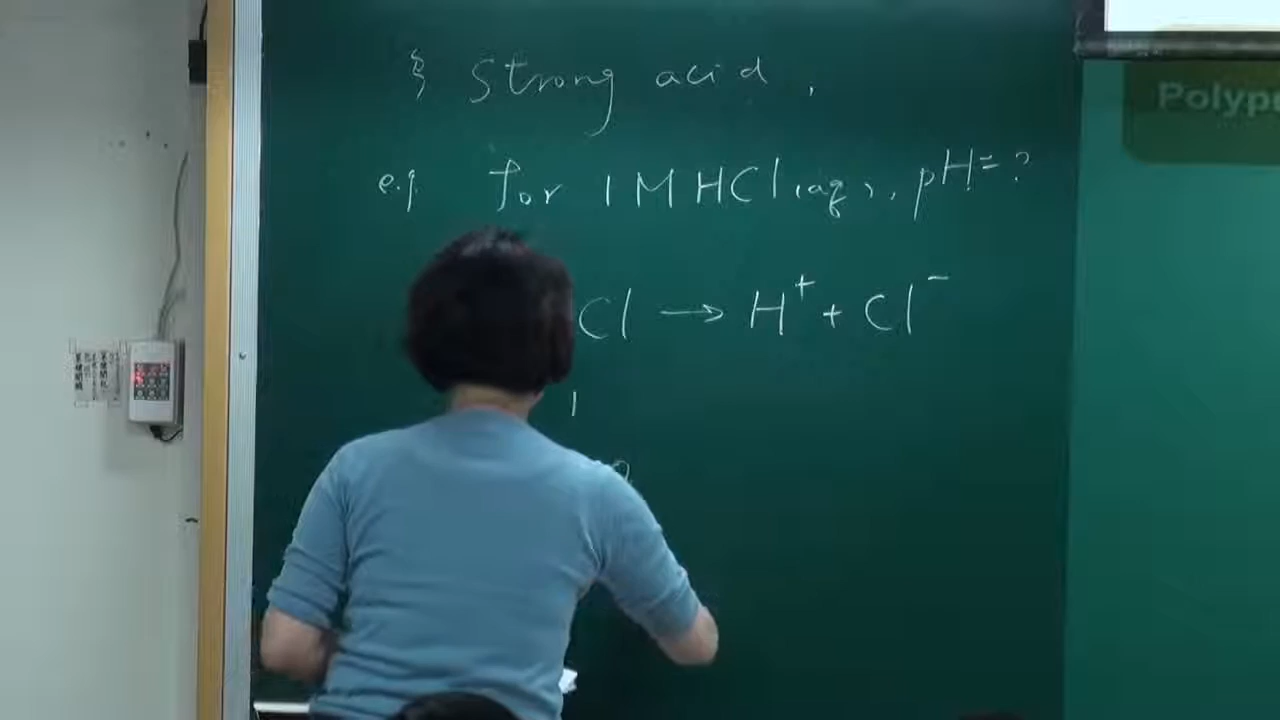 § Strong acid,
e.g. for 1 M HCl(aq), pH = ?
Cl → H⁺ + Cl⁻
1
Polyp